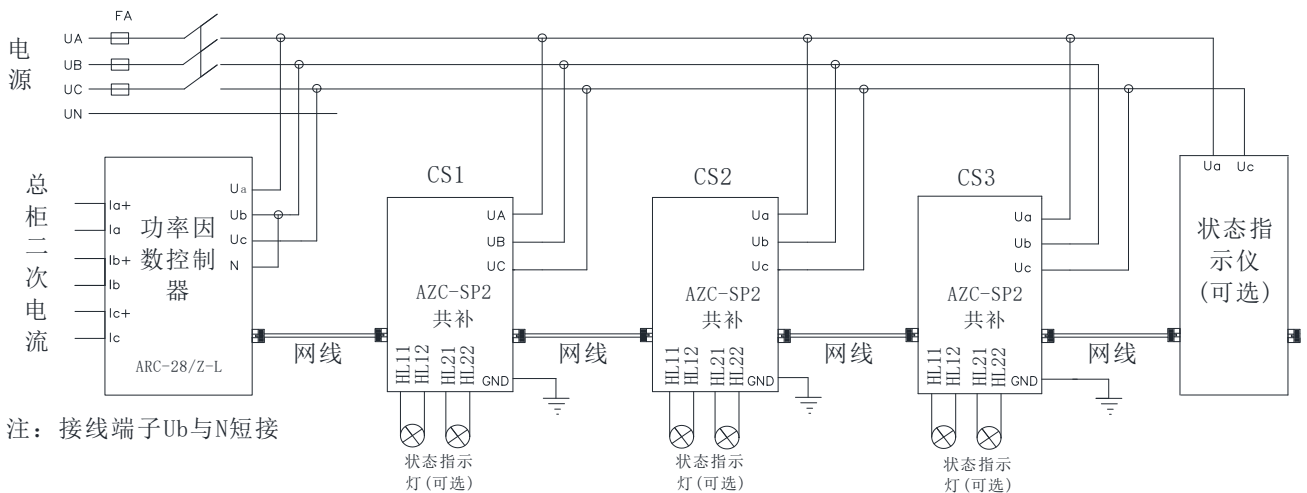 FA
电源
UA
UB
UC
UN
总柜二次电流
Ia+
Ia
Ib+
Ib
Ic+
Ic
功率因
数控制
器
Ua
Ub
Uc
N
ARC-28/Z-L
网线
CS1
UA
UB
UC
AZC-SP2
共补
HL11
HL12
HL21
HL22
GND
状态指示
灯(可选)
网线
CS2
Ua
Ub
Uc
AZC-SP2
共补
HL11
HL12
HL21
HL22
GND
状态指示
灯(可选)
网线
CS3
Ua
Ub
Uc
AZC-SP2
共补
HL11
HL12
HL21
HL22
GND
状态指示
灯(可选)
网线
Ua Uc
状态指
示仪
(可选)
注: 接线端子Ub与N短接